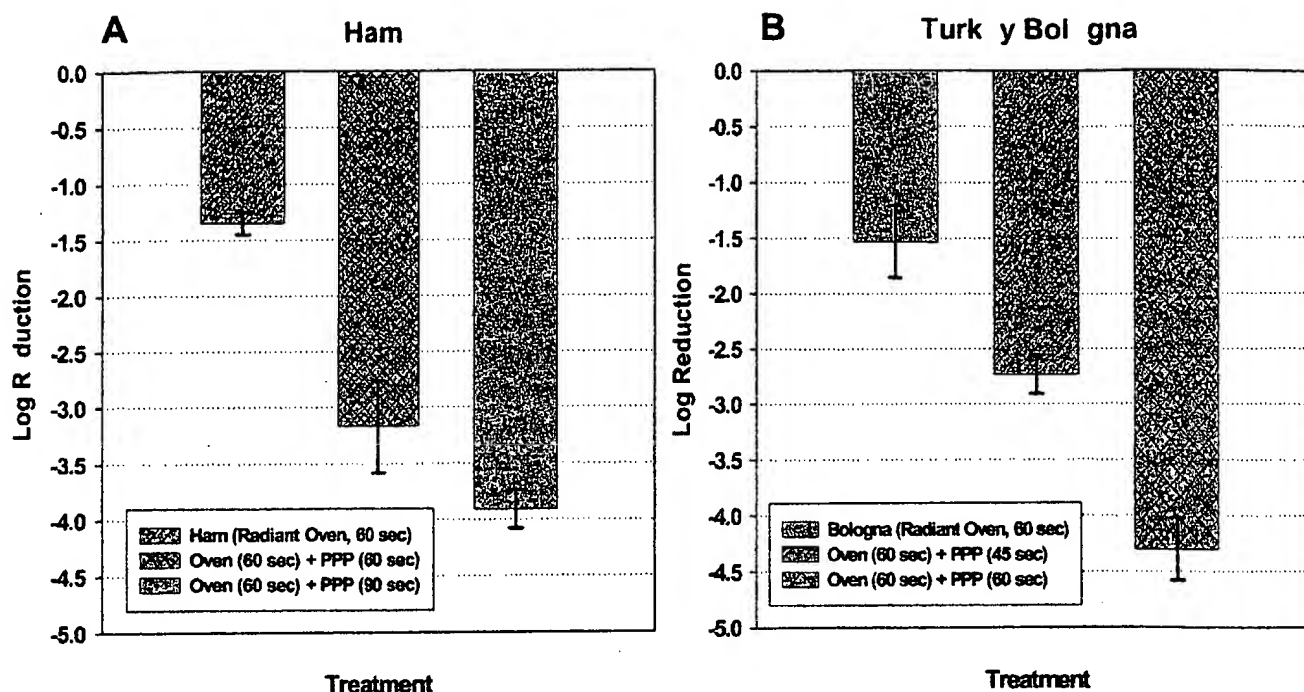 A Ham
0.0
-0.5
-1.0
-1.5
-2.0
-2.5
-3.0
-3.5
-4.0
-4.5
-5.0
Log R duction
Ham (Radiant Oven, 60 sec)
Oven (60 sec) + PPP (60 sec)
Oven (60 sec) + PPP (90 sec)
Treatment
B Turk y Bol gna
0.0
-0.5
-1.0
-1.5
-2.0
-2.5
-3.0
-3.5
-4.0
-4.5
-5.0
Log Reduction
Bologna (Radiant Oven, 60 sec)
Oven (60 sec) + PPP (45 sec)
Oven (60 sec) + PPP (60 sec)
Treatment